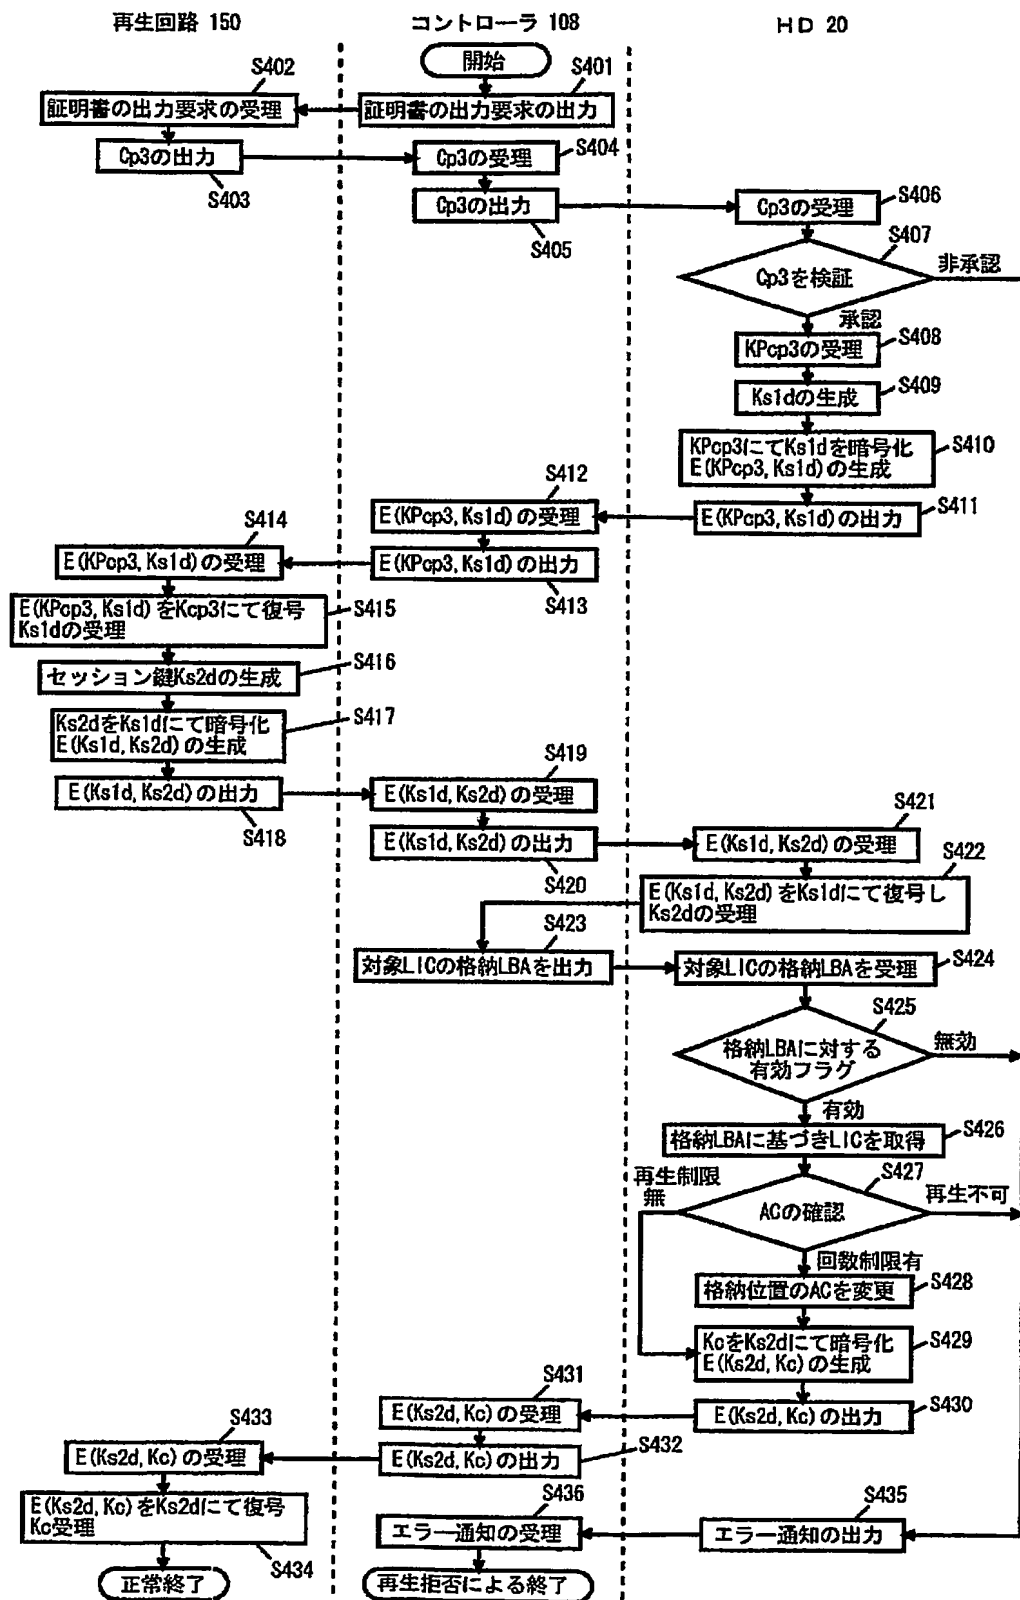 再生回路 150
コントローラ 108
HD 20
開始
S401
証明書の出力要求の出力
S402
証明書の出力要求の受理
Cp3の出力
S403
Cp3の受理
S404
Cp3の出力
S405
Cp3の受理
S406
S407
Cp3を検証
非承認
承認
KPcp3の受理
S408
Ks1dの生成
S409
KPcp3にてKs1dを暗号化
E(KPcp3, Ks1d)の生成
S410
E(KPcp3, Ks1d)の出力
S411
S412
E(KPcp3, Ks1d)の受理
E(KPcp3, Ks1d)の出力
S413
S414
E(KPcp3, Ks1d)の受理
E(KPcp3, Ks1d)をKcp3にて復号
Ks1dの受理
S415
セッション鍵Ks2dの生成
S416
Ks2dをKs1dにて暗号化
E(Ks1d, Ks2d)の生成
S417
E(Ks1d, Ks2d)の出力
S418
S419
E(Ks1d, Ks2d)の受理
E(Ks1d, Ks2d)の出力
S420
S421
E(Ks1d, Ks2d)の受理
S422
E(Ks1d, Ks2d)をKs1dにて復号し
Ks2dの受理
S423
対象LICの格納LBAを出力
対象LICの格納LBAを受理
S424
S425
格納LBAに対する
有効フラグ
無効
有効
格納LBAに基づきLICを取得
S426
S427
再生制限
無
ACの確認
再生不可
回数制限有
格納位置のACを変更
S428
KcをKs2dにて暗号化
E(Ks2d, Kc)の生成
S429
E(Ks2d, Kc)の出力
S430
S431
E(Ks2d, Kc)の受理
E(Ks2d, Kc)の出力
S432
S433
E(Ks2d, Kc)の受理
E(Ks2d, Kc)をKs2dにて復号
Kc受理
S434
正常終了
S435
エラー通知の出力
S436
エラー通知の受理
再生拒否による終了